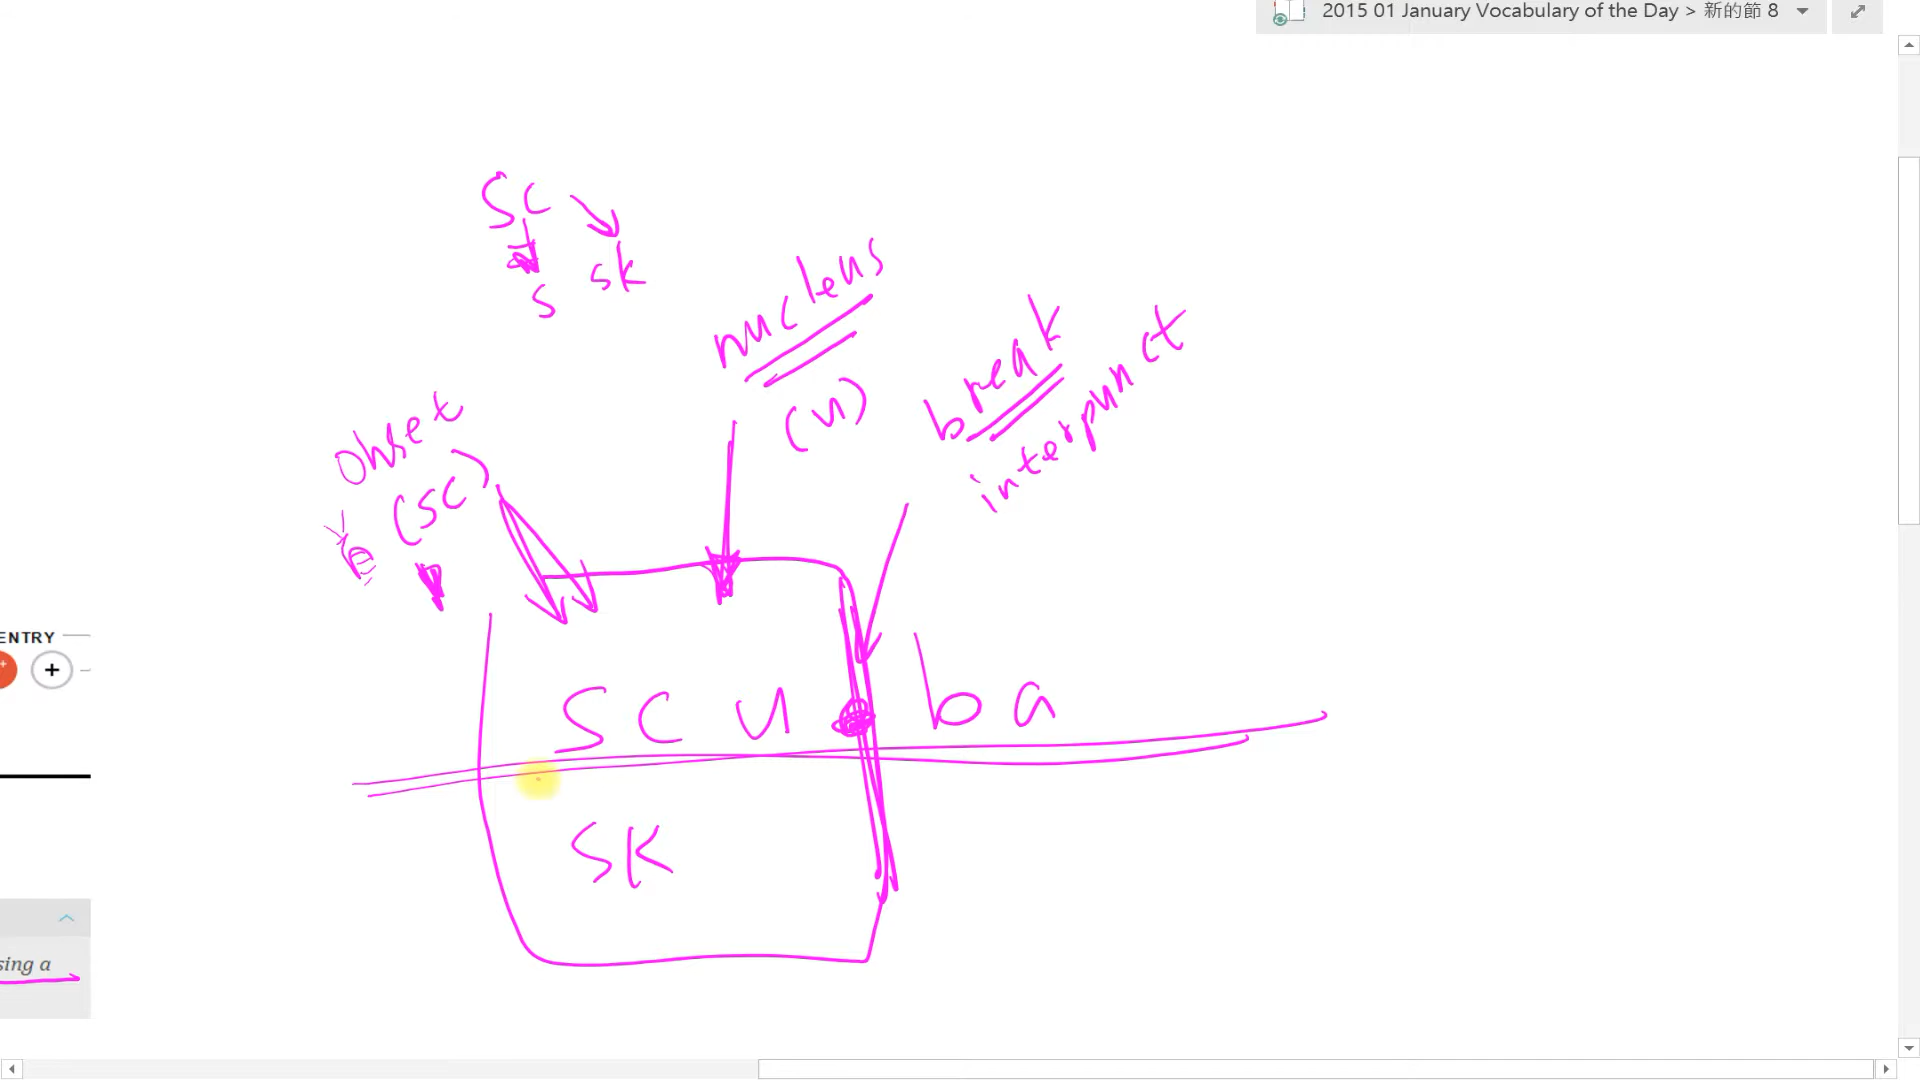 2015 01 January Vocabulary of the Day > 新的節 8
SC
s sk
nucleus
(u)
break
interpunct
onset
(SC)
音
ENTRY
+
+
SCU•ba
SK
sing a